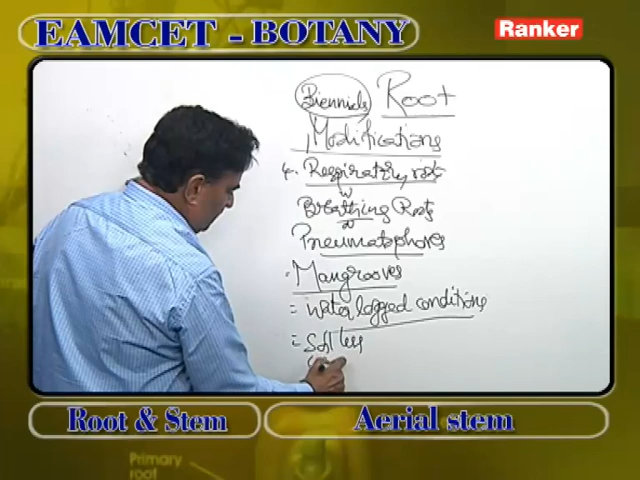 EAMCET - BOTANY
Ranker
Biennials Root
Modifications
4. Respiratory roots
Breathing Roots
Pneumatophores
Mangrooves
= Water logged conditions
=
Root & Stem
Aerial stem
Primary
root